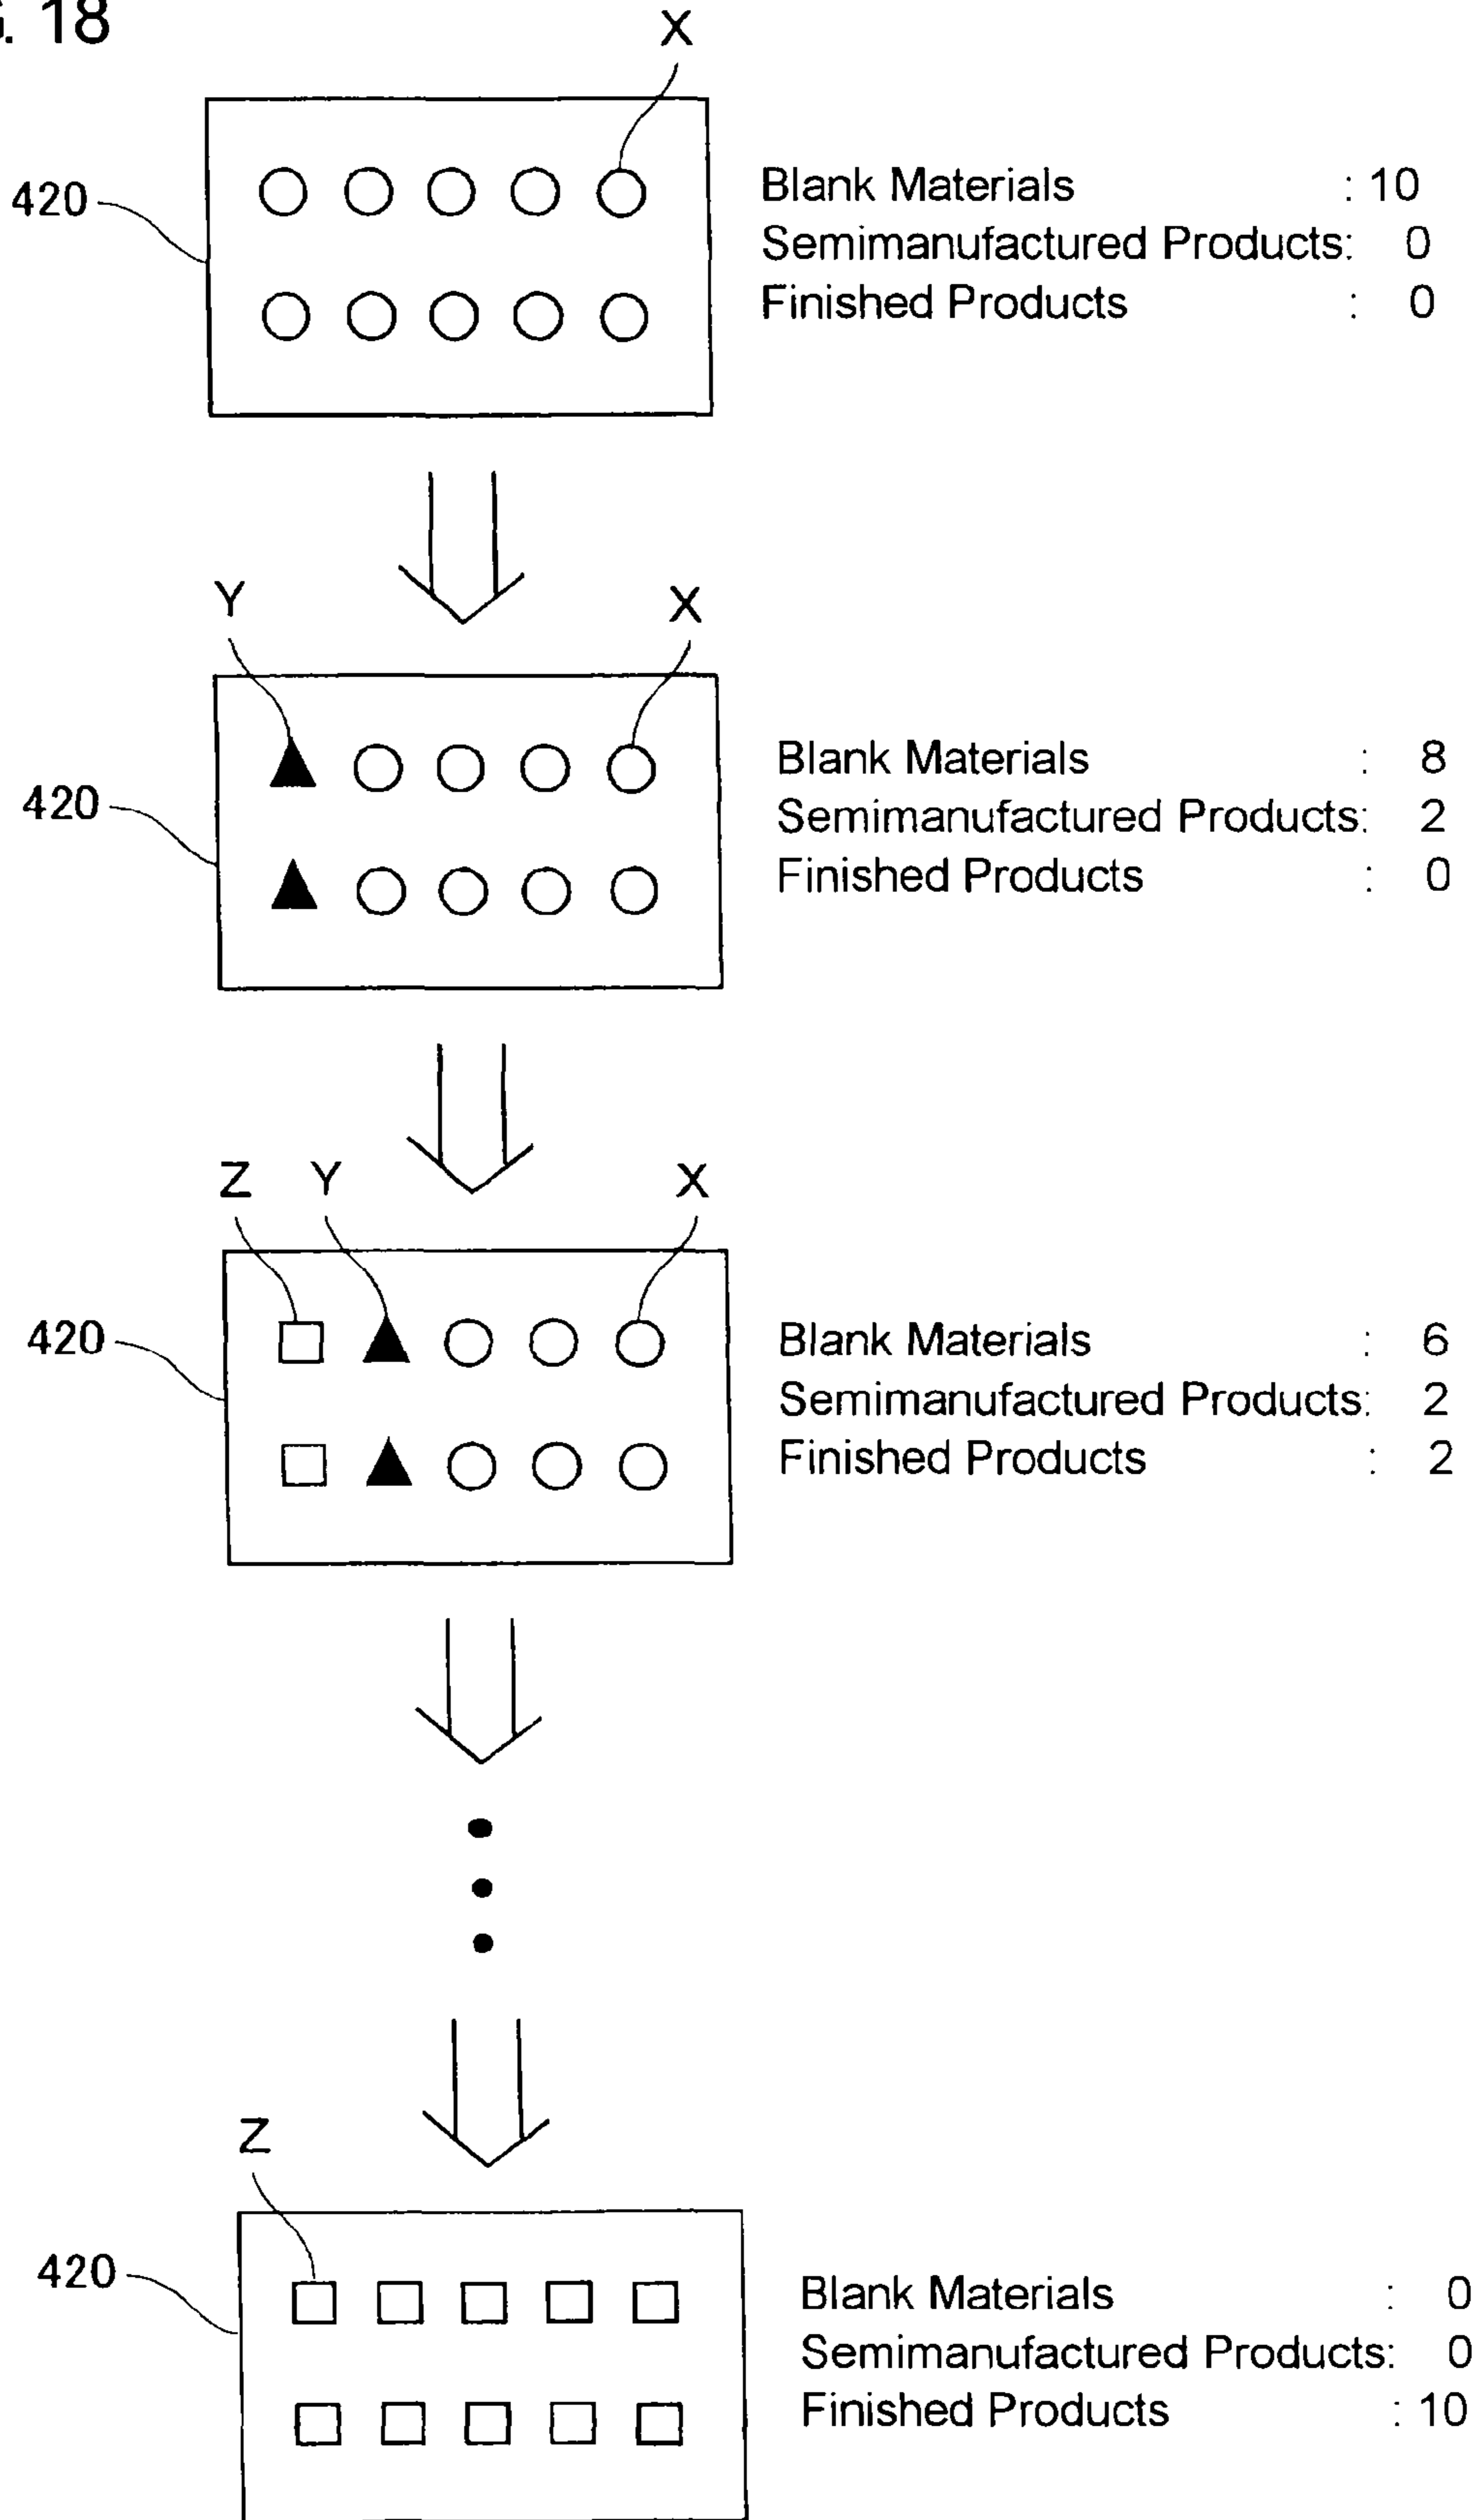 . 18
X
420
Blank Materials : 10
Semimanufactured Products: 0
Finished Products : 0
Y X
420
Blank Materials : 8
Semimanufactured Products: 2
Finished Products : 0
Z Y X
420
Blank Materials : 6
Semimanufactured Products: 2
Finished Products : 2
Z
420
Blank Materials : 0
Semimanufactured Products: 0
Finished Products : 10